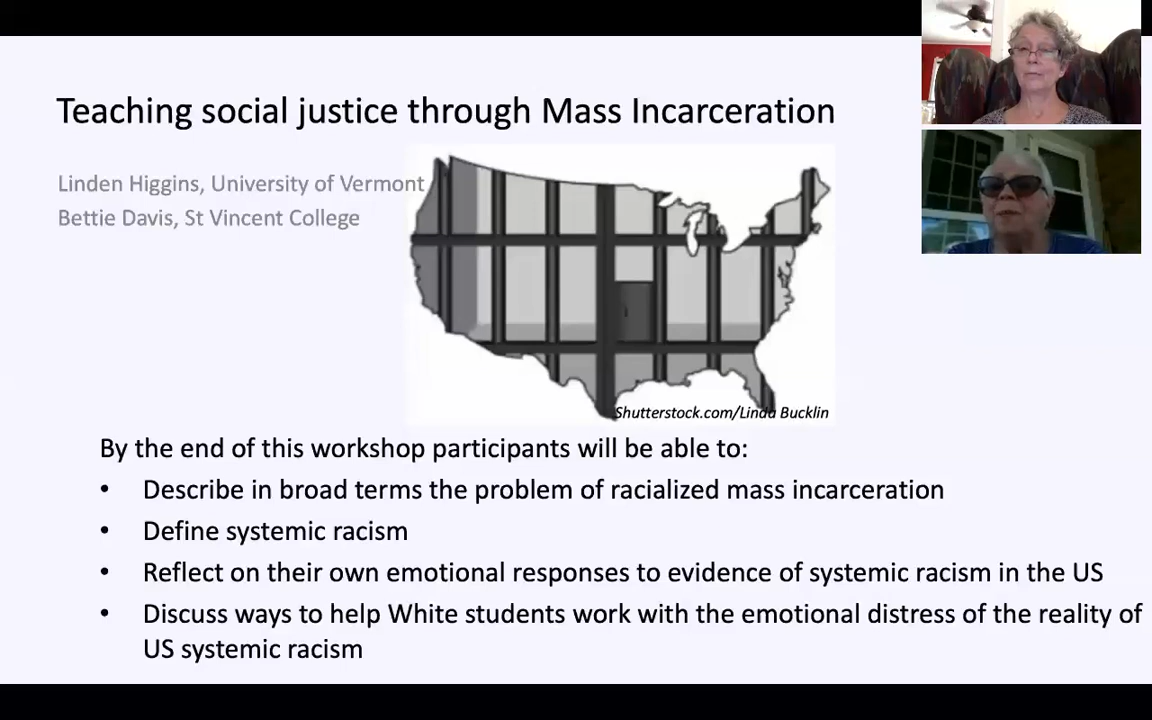 Teaching social justice through Mass Incarceration
Linden Higgins, University of Vermont
Bettie Davis, St Vincent College
Shutterstock.com/Linda Bucklin
By the end of this workshop participants will be able to:
• Describe in broad terms the problem of racialized mass incarceration
• Define systemic racism
• Reflect on their own emotional responses to evidence of systemic racism in the US
• Discuss ways to help White students work with the emotional distress of the reality of
US systemic racism